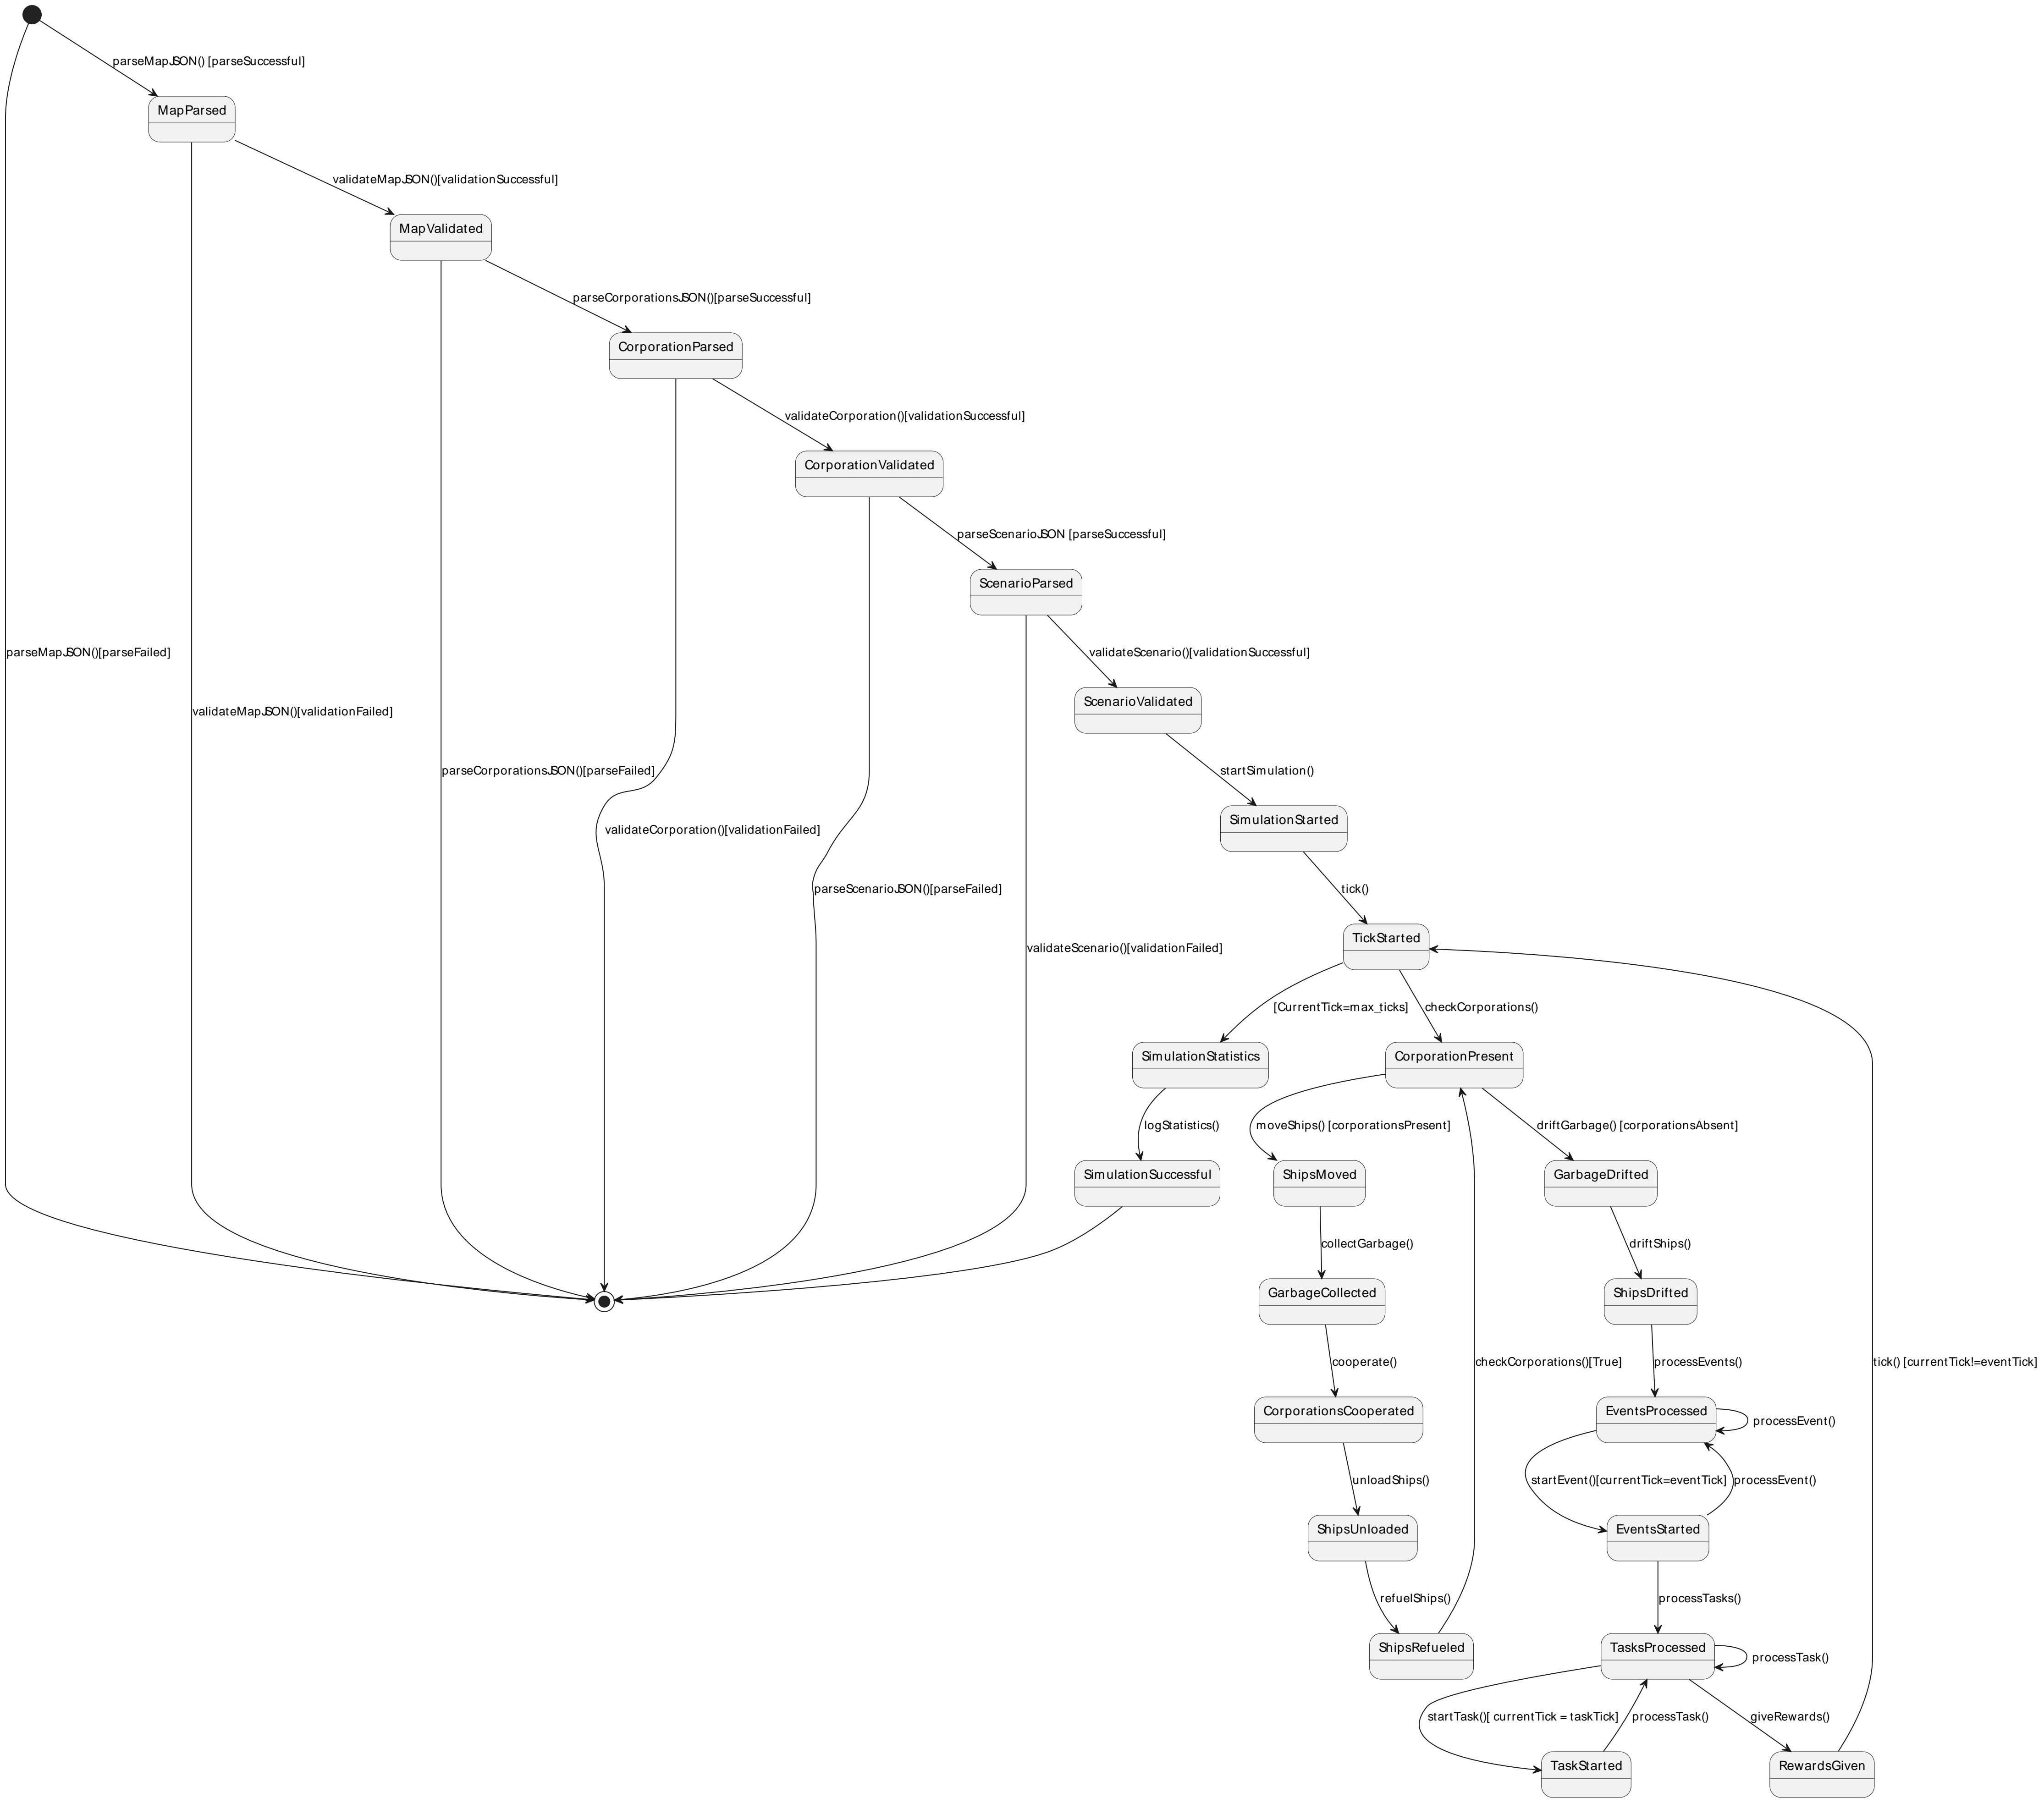 parseMapJSON() [parseSuccessful]
MapParsed
validateMapJSON()[validationSuccessful]
MapValidated
parseCorporationsJSON()[parseSuccessful]
CorporationParsed
validateCorporation()[validationSuccessful]
CorporationValidated
parseScenarioJSON [parseSuccessful]
ScenarioParsed
parseMapJSON()[parseFailed]
validateScenario()[validationSuccessful]
validateMapJSON()[validationFailed]
ScenarioValidated
parseCorporationsJSON()[parseFailed]
startSimulation()
SimulationStarted
validateCorporation()[validationFailed]
parseScenarioJSON()[parseFailed]
tick()
TickStarted
validateScenario()[validationFailed]
[CurrentTick=max_ticks]
checkCorporations()
SimulationStatistics
CorporationPresent
logStatistics()
moveShips() [corporationsPresent]
driftGarbage() [corporationsAbsent]
SimulationSuccessful
ShipsMoved
GarbageDrifted
collectGarbage()
driftShips()
GarbageCollected
ShipsDrifted
cooperate()
checkCorporations()[True]
processEvents()
tick() [currentTick!=eventTick]
CorporationsCooperated
EventsProcessed
processEvent()
unloadShips()
startEvent()[currentTick=eventTick]
processEvent()
ShipsUnloaded
EventsStarted
refuelShips()
processTasks()
ShipsRefueled
TasksProcessed
processTask()
startTask()[ currentTick = taskTick]
processTask()
giveRewards()
TaskStarted
RewardsGiven